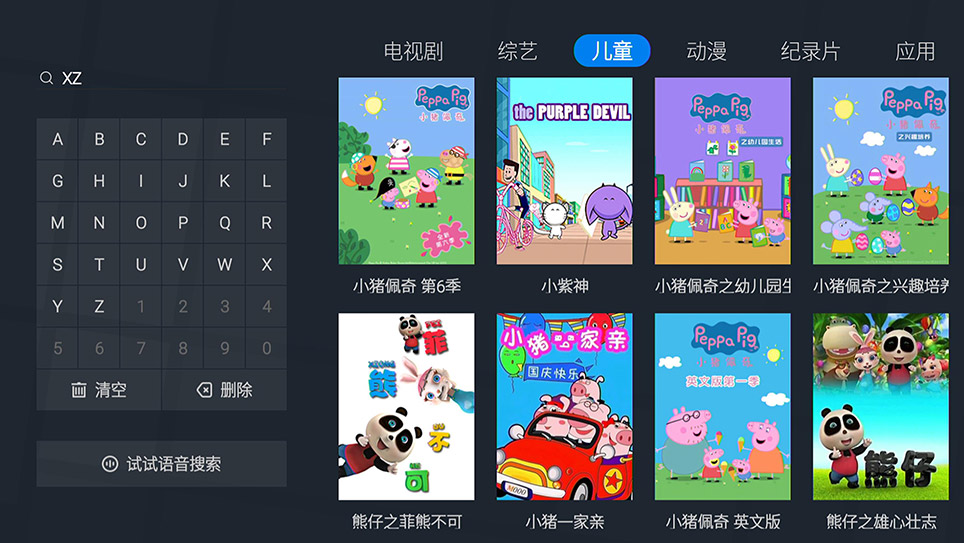 电视剧
综艺
儿童
动漫
纪录片
应用
XZ
A B C D E F
G H I J K L
M N O P Q R
S T U V W X
Y Z 1 2 3 4
5 6 7 8 9 0
清空
删除
试试语音搜索
Peppa Pig
小猪佩奇
全新
第六季
小猪佩奇 第6季
the PURPLE DEVIL
小紫神
Peppa Pig
小猪佩奇
之幼儿园生活
小猪佩奇之幼儿园生
Peppa Pig
小猪佩奇
之兴趣培养
小猪佩奇之兴趣培养
菲
熊
不
可
熊仔之菲熊不可
小猪一家亲
国庆快乐
MOOO
小猪一家亲
Peppa Pig
小猪佩奇
英文版第一季
小猪佩奇 英文版
熊仔
熊仔之雄心壮志